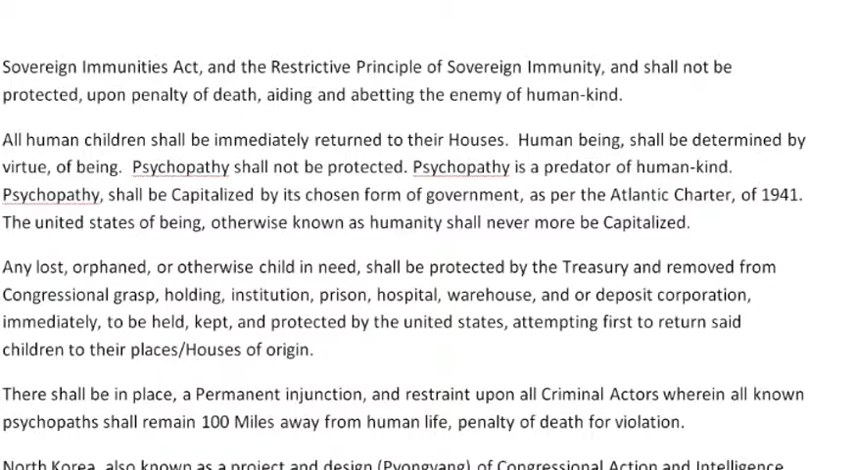 Sovereign Immunities Act, and the Restrictive Principle of Sovereign Immunity, and shall not be
protected, upon penalty of death, aiding and abetting the enemy of human-kind.
All human children shall be immediately returned to their Houses.  Human being, shall be determined by
virtue, of being.  Psychopathy shall not be protected. Psychopathy is a predator of human-kind.
Psychopathy, shall be Capitalized by its chosen form of government, as per the Atlantic Charter, of 1941.
The united states of being, otherwise known as humanity shall never more be Capitalized.
Any lost, orphaned, or otherwise child in need, shall be protected by the Treasury and removed from
Congressional grasp, holding, institution, prison, hospital, warehouse, and or deposit corporation,
immediately, to be held, kept, and protected by the united states, attempting first to return said
children to their places/Houses of origin.
There shall be in place, a Permanent injunction, and restraint upon all Criminal Actors wherein all known
psychopaths shall remain 100 Miles away from human life, penalty of death for violation.
North Korea, also known as a project and design (Pyongyang) of Congressional Action and Intelligence